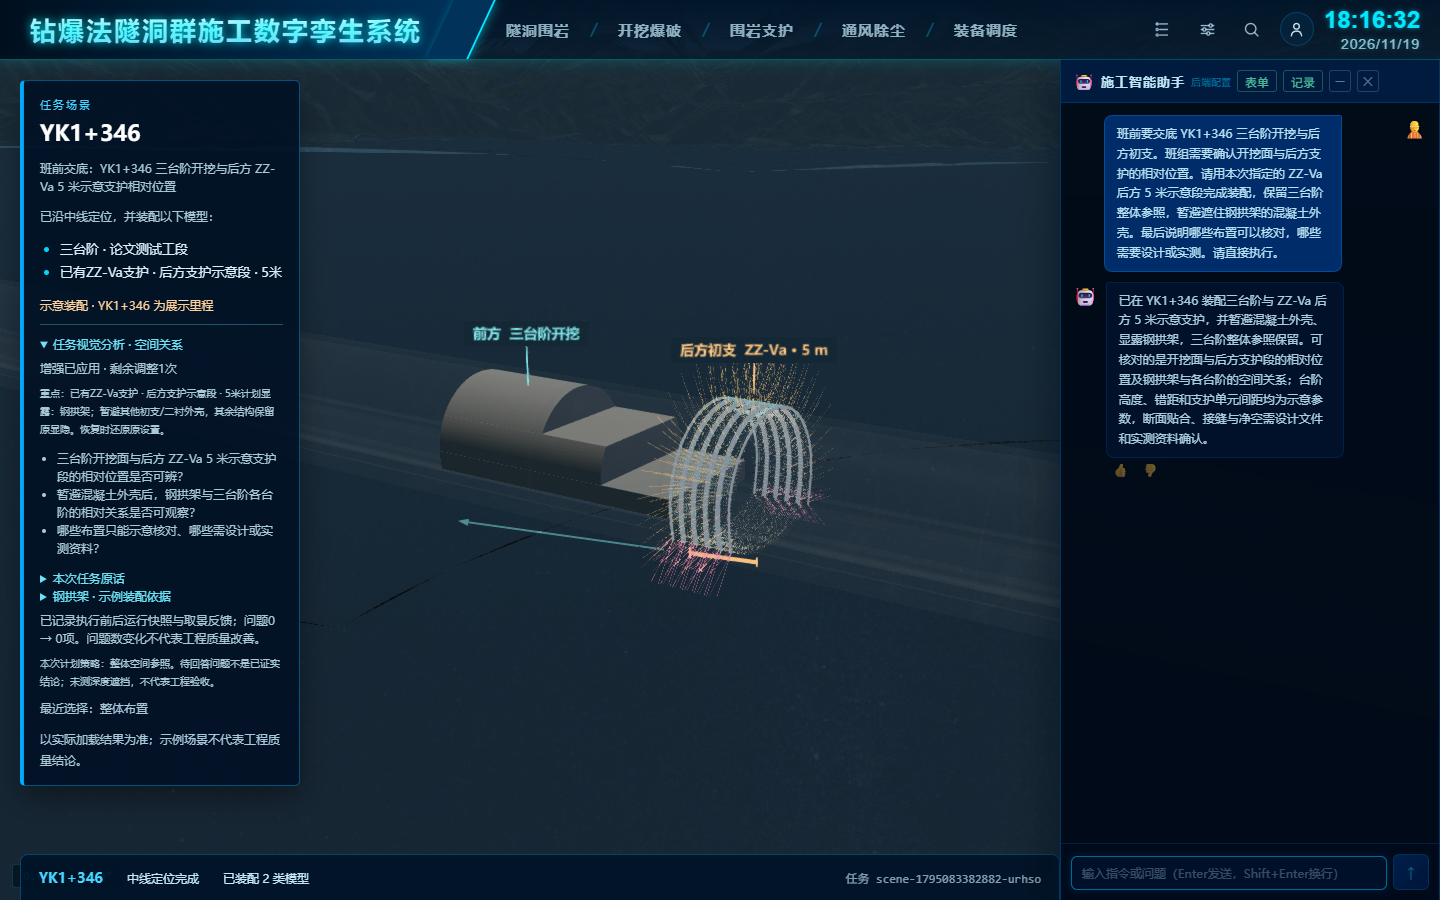 钻爆法隧洞群施工数字孪生系统
隧洞围岩 / 开挖爆破 / 围岩支护 / 通风除尘 / 装备调度
18:16:32
2026/11/19
任务场景
YK1+346
班前交底：YK1+346 三台阶开挖与后方 ZZ-
Va 5 米示意支护相对位置
已沿中线定位，并装配以下模型：
三台阶 · 论文测试工段
已有ZZ-Va支护 · 后方支护示意段 · 5米
示意装配 · YK1+346 为展示里程
▼ 任务视觉分析 · 空间关系
增强已应用 · 剩余调整1次
重点：已有ZZ-Va支护 · 后方支护示意段 · 5米计划显
露：钢拱架；暂避其他初支/二衬外壳，其余结构保留
原显隐。恢复时还原原设置。
三台阶开挖面与后方 ZZ-Va 5 米示意支护
段的相对位置是否可辨？
暂避混凝土外壳后，钢拱架与三台阶各台
阶的相对关系是否可观察？
哪些布置只能示意核对、哪些需设计或实
测资料？
▶ 本次任务原话
▶ 钢拱架 · 示例装配依据
已记录执行前后运行快照与取景反馈；问题0
→ 0项。问题数变化不代表工程质量改善。
本次计划策略：整体空间参照。待回答问题不是已证实
结论；未测深度遮挡，不代表工程验收。
最近选择：整体布置
以实际加载结果为准；示例场景不代表工程质
量结论。
前方 三台阶开挖
后方初支 ZZ-Va · 5 m
YK1+346 中线定位完成 已装配 2 类模型
任务 scene-1795083382882-urhso
施工智能助手 后端配置 表单 记录
班前要交底 YK1+346 三台阶开挖与后
方初支。班组需要确认开挖面与后方支
护的相对位置。请用本次指定的 ZZ-Va
后方 5 米示意段完成装配，保留三台阶
整体参照，暂避遮住钢拱架的混凝土外
壳。最后说明哪些布置可以核对，哪些
需要设计或实测。请直接执行。
已在 YK1+346 装配三台阶与 ZZ-Va 后
方 5 米示意支护，并暂避混凝土外壳、
显露钢拱架，三台阶整体参照保留。可
核对的是开挖面与后方支护段的相对位
置及钢拱架与各台阶的空间关系；台阶
高度、错距和支护单元间距均为示意参
数，断面贴合、接缝与净空需设计文件
和实测资料确认。
输入指令或问题（Enter发送，Shift+Enter换行）